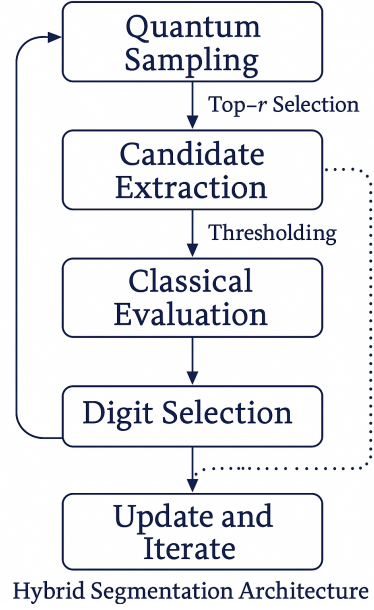 Quantum
Sampling
Top–r Selection
Candidate
Extraction
Thresholding
Classical
Evaluation
Digit Selection
Update and
Iterate
Hybrid Segmentation Architecture